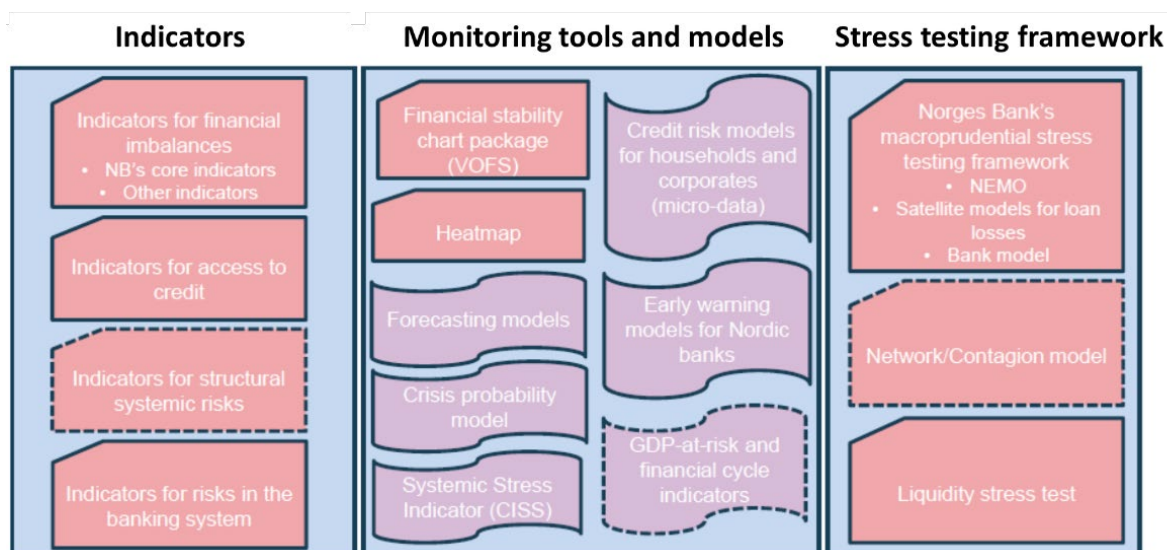 Indicators
Indicators for financial
imbalances
• NB's core indicators
• Other indicators
Indicators for access to
credit
Indicators for structural
systemic risks
Indicators for risks in the
banking system
Monitoring tools and models
Financial stability
chart package
(VOFS)
Heatmap
Forecasting models
Crisis probability
model
Systemic Stress
Indicator (CISS)
Credit risk models
for households and
corporates
(micro-data)
Early warning
models for Nordic
banks
GDP-at-risk and
financial cycle
indicators
Stress testing framework
Norges Bank's
macroprudential stress
testing framework
• NEMO
• Satellite models for loan
losses
• Bank model
Network/Contagion model
Liquidity stress test